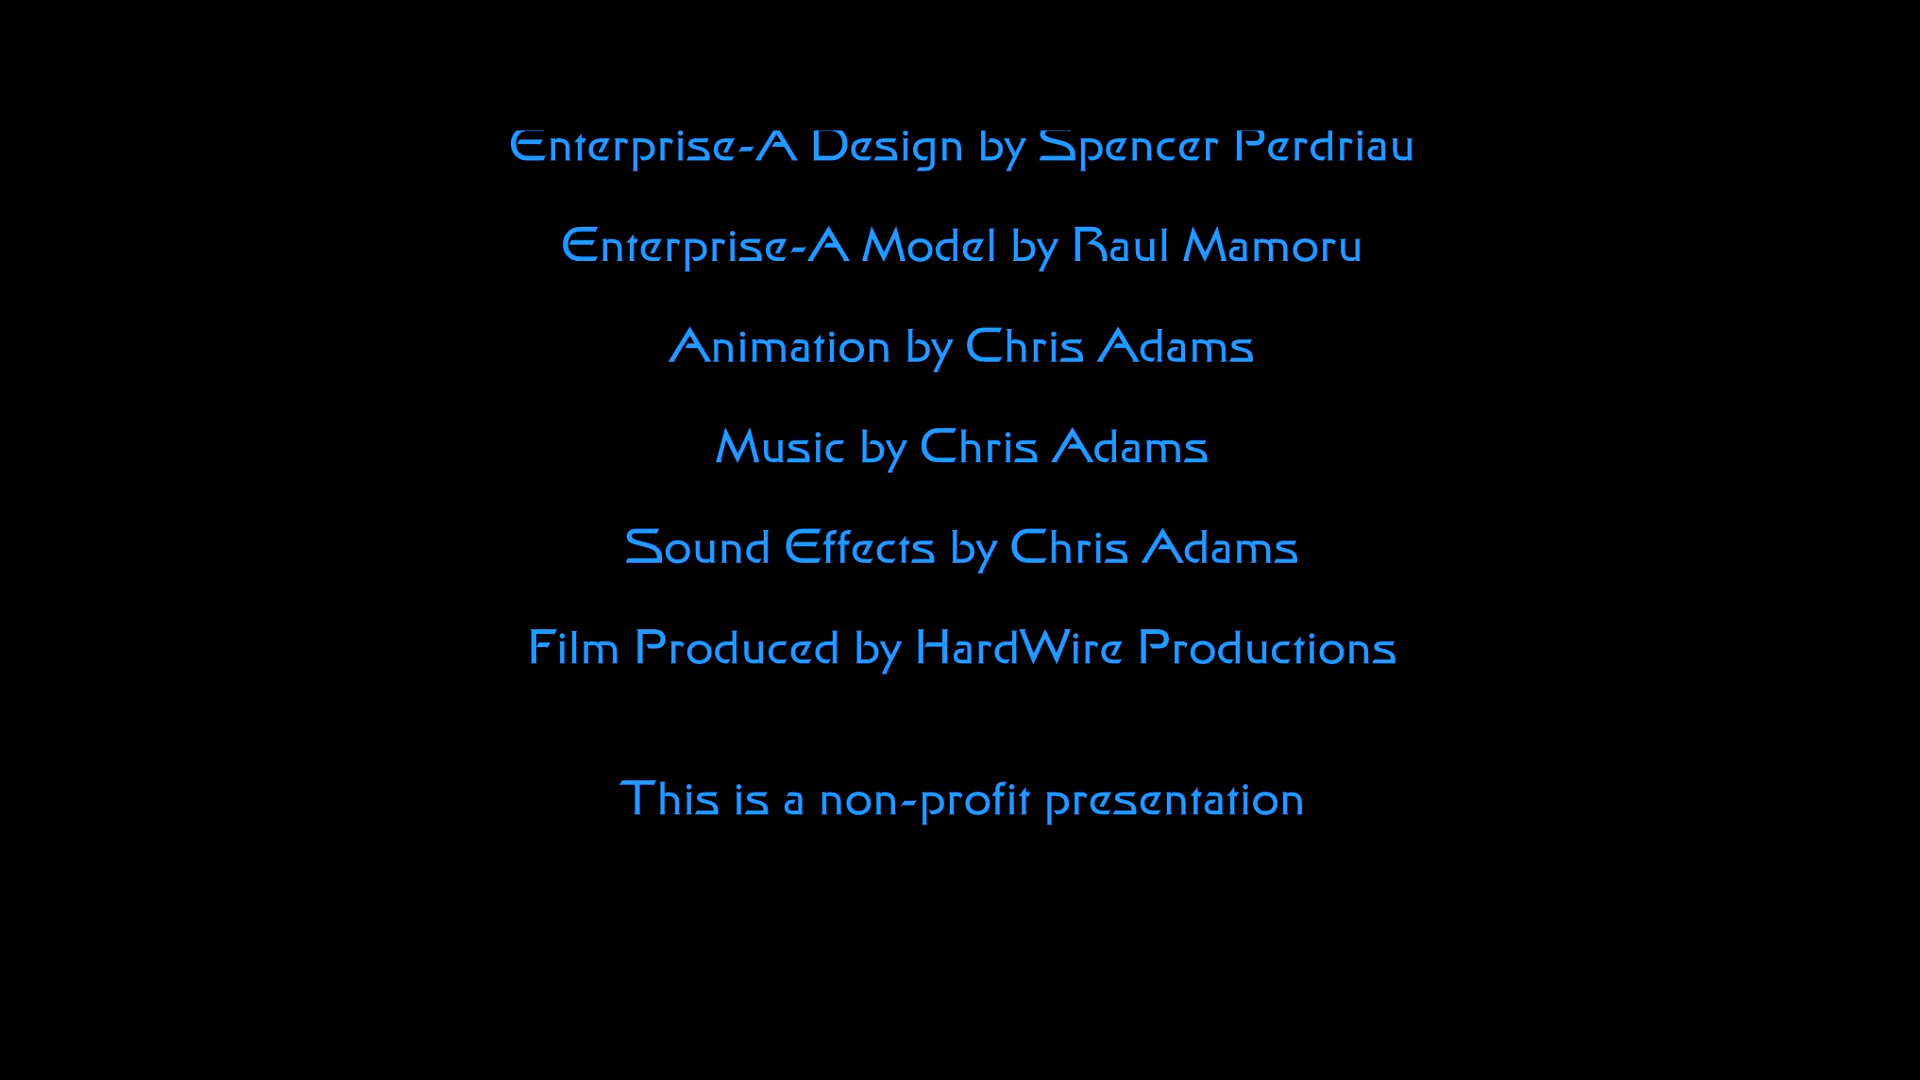 Enterprise-A Design by Spencer Perdriau
Enterprise-A Model by Raul Mamoru
Animation by Chris Adams
Music by Chris Adams
Sound Effects by Chris Adams
Film Produced by HardWire Productions
This is a non-profit presentation